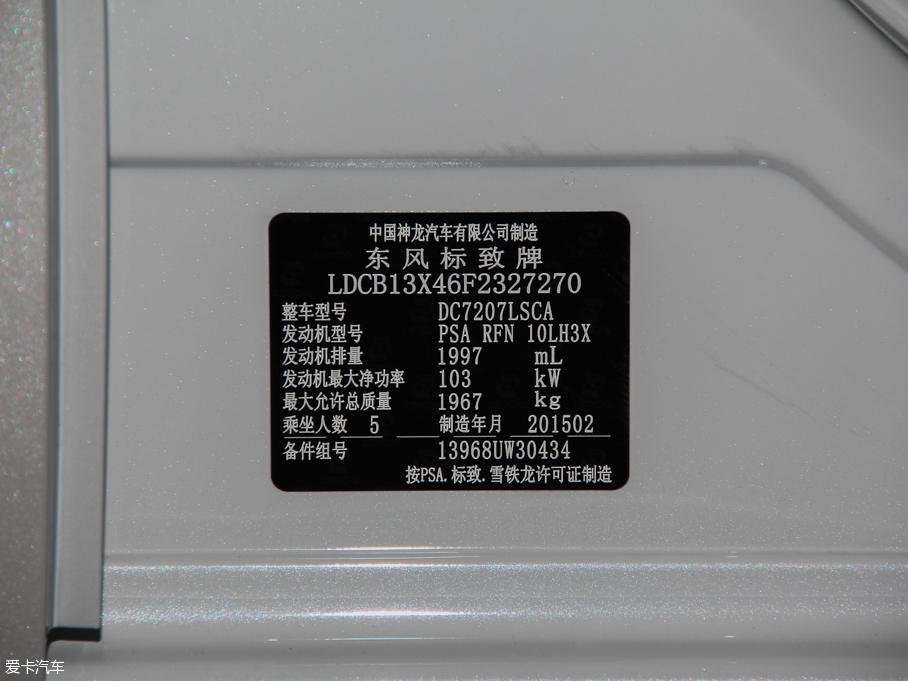 中国神龙汽车有限公司制造
东风标致牌
LDCB13X46F2327270
整车型号 DC7207LSCA
发动机型号 PSA RFN 10LH3X
发动机排量 1997 mL
发动机最大净功率 103 kW
最大允许总质量 1967 kg
乘坐人数 5 制造年月 201502
备件组号 13968UW30434
按PSA.标致.雪铁龙许可证制造
爱卡汽车